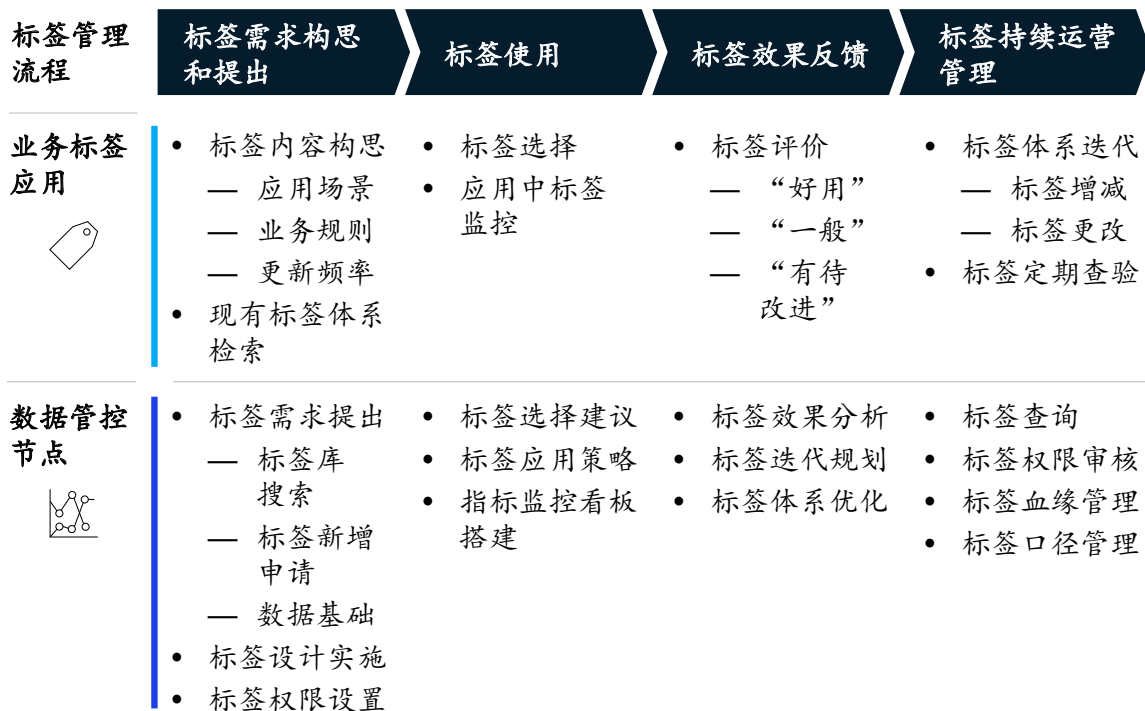 标签管理
流程
标签需求构思
和提出
标签使用
标签效果反馈
标签持续运营
管理
业务标签
应用
• 标签内容构思
— 应用场景
— 业务规则
— 更新频率
• 现有标签体系
检索
• 标签选择
• 应用中标签
监控
• 标签评价
— “好用”
— “一般”
— “有待
改进”
• 标签体系迭代
— 标签增减
— 标签更改
• 标签定期查验
数据管控
节点
• 标签需求提出
— 标签库
搜索
— 标签新增
申请
— 数据基础
• 标签设计实施
• 标签权限设置
• 标签选择建议
• 标签应用策略
• 指标监控看板
搭建
• 标签效果分析
• 标签迭代规划
• 标签体系优化
• 标签查询
• 标签权限审核
• 标签血缘管理
• 标签口径管理